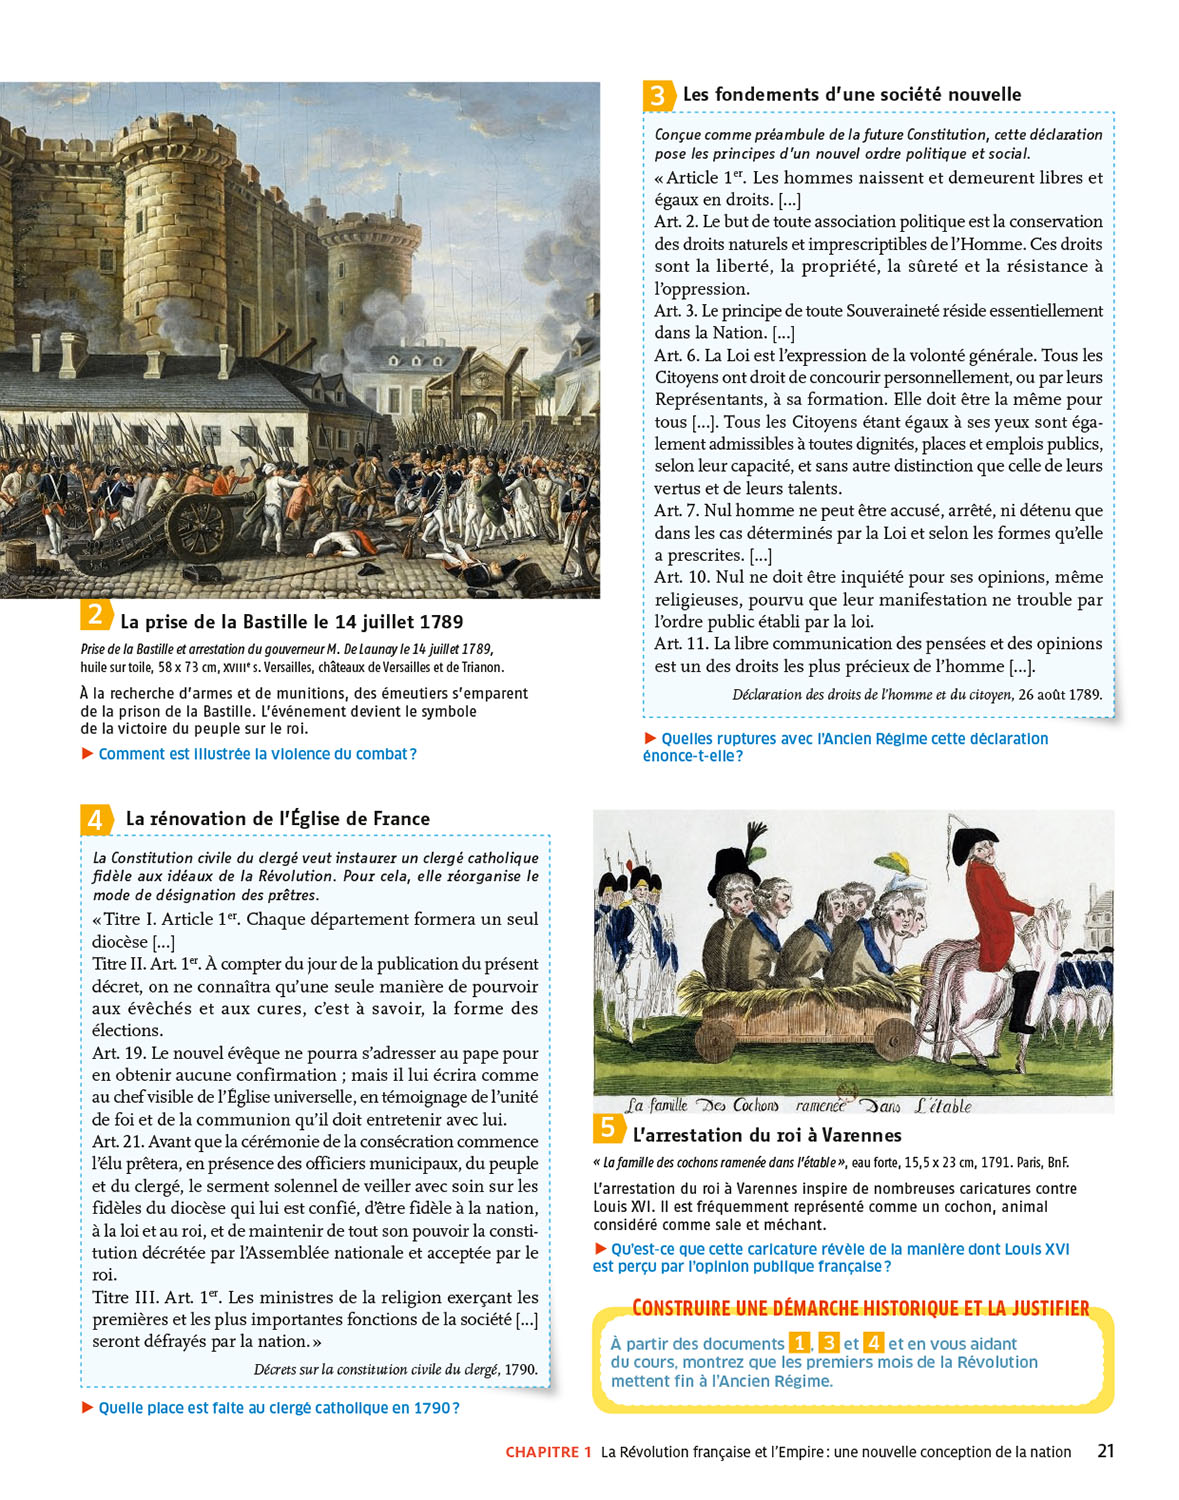 2 La prise de la Bastille le 14 juillet 1789
Prise de la Bastille et arrestation du gouverneur M. De Launay le 14 juillet 1789,
huile sur toile, 58 x 73 cm, XVIIIe s. Versailles, châteaux de Versailles et de Trianon.
À la recherche d'armes et de munitions, des émeutiers s'emparent
de la prison de la Bastille. L'événement devient le symbole
de la victoire du peuple sur le roi.
► Comment est illustrée la violence du combat ?
3 Les fondements d'une société nouvelle
Conçue comme préambule de la future Constitution, cette déclaration
pose les principes d'un nouvel ordre politique et social.
« Article 1er. Les hommes naissent et demeurent libres et
égaux en droits. [...]
Art. 2. Le but de toute association politique est la conservation
des droits naturels et imprescriptibles de l'Homme. Ces droits
sont la liberté, la propriété, la sûreté et la résistance à
l'oppression.
Art. 3. Le principe de toute Souveraineté réside essentiellement
dans la Nation. [...]
Art. 6. La Loi est l'expression de la volonté générale. Tous les
Citoyens ont droit de concourir personnellement, ou par leurs
Représentants, à sa formation. Elle doit être la même pour
tous [...]. Tous les Citoyens étant égaux à ses yeux sont éga-
lement admissibles à toutes dignités, places et emplois publics,
selon leur capacité, et sans autre distinction que celle de leurs
vertus et de leurs talents.
Art. 7. Nul homme ne peut être accusé, arrêté, ni détenu que
dans les cas déterminés par la Loi et selon les formes qu'elle
a prescrites. [...]
Art. 10. Nul ne doit être inquiété pour ses opinions, même
religieuses, pourvu que leur manifestation ne trouble par
l'ordre public établi par la loi.
Art. 11. La libre communication des pensées et des opinions
est un des droits les plus précieux de l'homme [...].
Déclaration des droits de l'homme et du citoyen, 26 août 1789.
► Quelles ruptures avec l'Ancien Régime cette déclaration
énonce-t-elle ?
4 La rénovation de l'Église de France
La Constitution civile du clergé veut instaurer un clergé catholique
fidèle aux idéaux de la Révolution. Pour cela, elle réorganise le
mode de désignation des prêtres.
« Titre I. Article 1er. Chaque département formera un seul
diocèse [...]
Titre II. Art. 1er. À compter du jour de la publication du présent
décret, on ne connaîtra qu'une seule manière de pourvoir
aux évêchés et aux cures, c'est à savoir, la forme des
élections.
Art. 19. Le nouvel évêque ne pourra s'adresser au pape pour
en obtenir aucune confirmation ; mais il lui écrira comme
au chef visible de l'Église universelle, en témoignage de l'unité
de foi et de la communion qu'il doit entretenir avec lui.
Art. 21. Avant que la cérémonie de la consécration commence
l'élu prêtera, en présence des officiers municipaux, du peuple
et du clergé, le serment solennel de veiller avec soin sur les
fidèles du diocèse qui lui est confié, d'être fidèle à la nation,
à la loi et au roi, et de maintenir de tout son pouvoir la consti-
tution décrétée par l'Assemblée nationale et acceptée par le
roi.
Titre III. Art. 1er. Les ministres de la religion exerçant les
premières et les plus importantes fonctions de la société [...]
seront défrayés par la nation. »
Décrets sur la constitution civile du clergé, 1790.
► Quelle place est faite au clergé catholique en 1790 ?
La famille Des Cochons ramenée Dans L'étable
5 L'arrestation du roi à Varennes
« La famille des cochons ramenée dans l'étable », eau forte, 15,5 x 23 cm, 1791. Paris, BnF.
L'arrestation du roi à Varennes inspire de nombreuses caricatures contre
Louis XVI. Il est fréquemment représenté comme un cochon, animal
considéré comme sale et méchant.
► Qu'est-ce que cette caricature révèle de la manière dont Louis XVI
est perçu par l'opinion publique française ?
CONSTRUIRE UNE DÉMARCHE HISTORIQUE ET LA JUSTIFIER
À partir des documents 1, 3 et 4 et en vous aidant
du cours, montrez que les premiers mois de la Révolution
mettent fin à l'Ancien Régime.
CHAPITRE 1 La Révolution française et l'Empire : une nouvelle conception de la nation 21